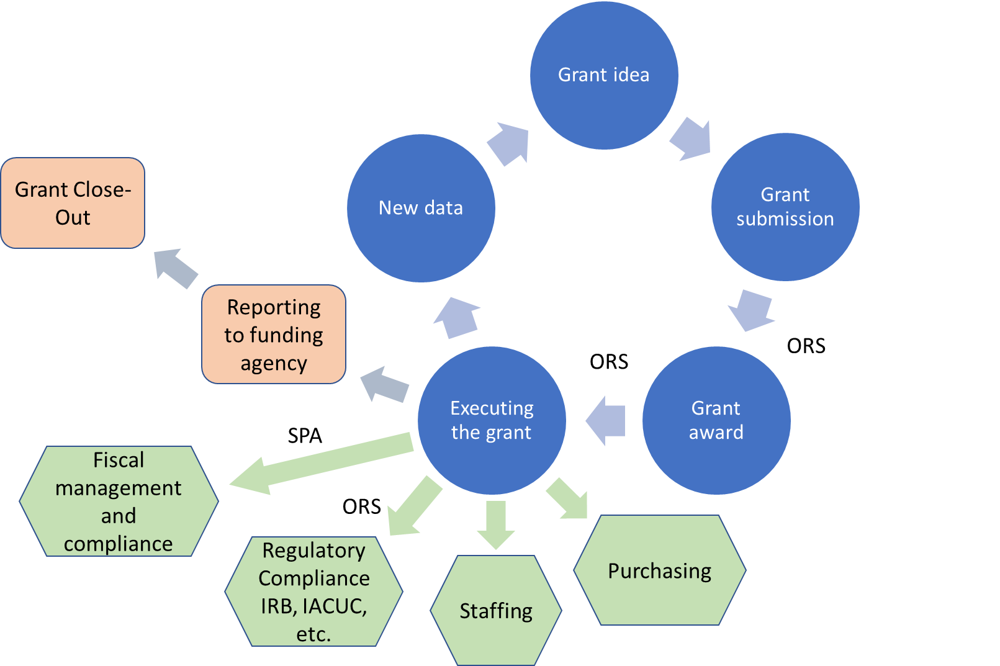 Grant idea
Grant
submission
New data
Grant Close-
Out
Reporting
to funding
agency
ORS
ORS
Executing
the grant
Grant
award
SPA
Fiscal
management
and
compliance
ORS
Regulatory
Compliance
IRB, IACUC,
etc.
Staffing
Purchasing